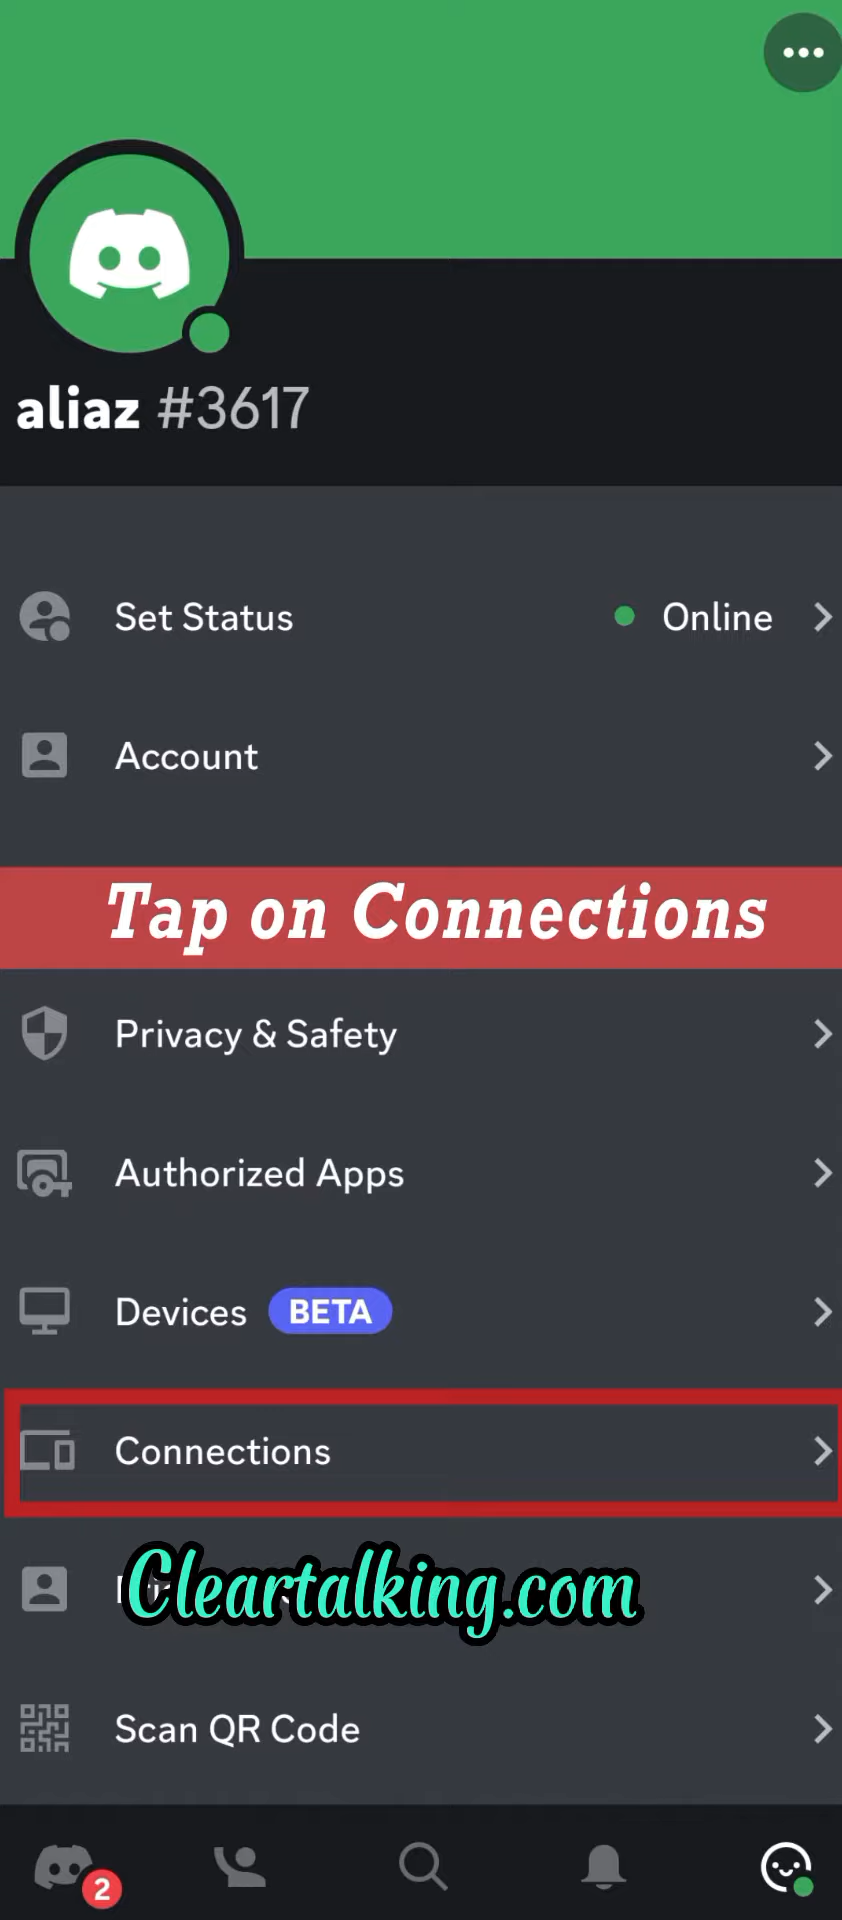 aliaz #3617
Set Status
Online
Account
Tap on Connections
Privacy & Safety
Authorized Apps
Devices BETA
Connections
Cleartalking.com
Scan QR Code
2